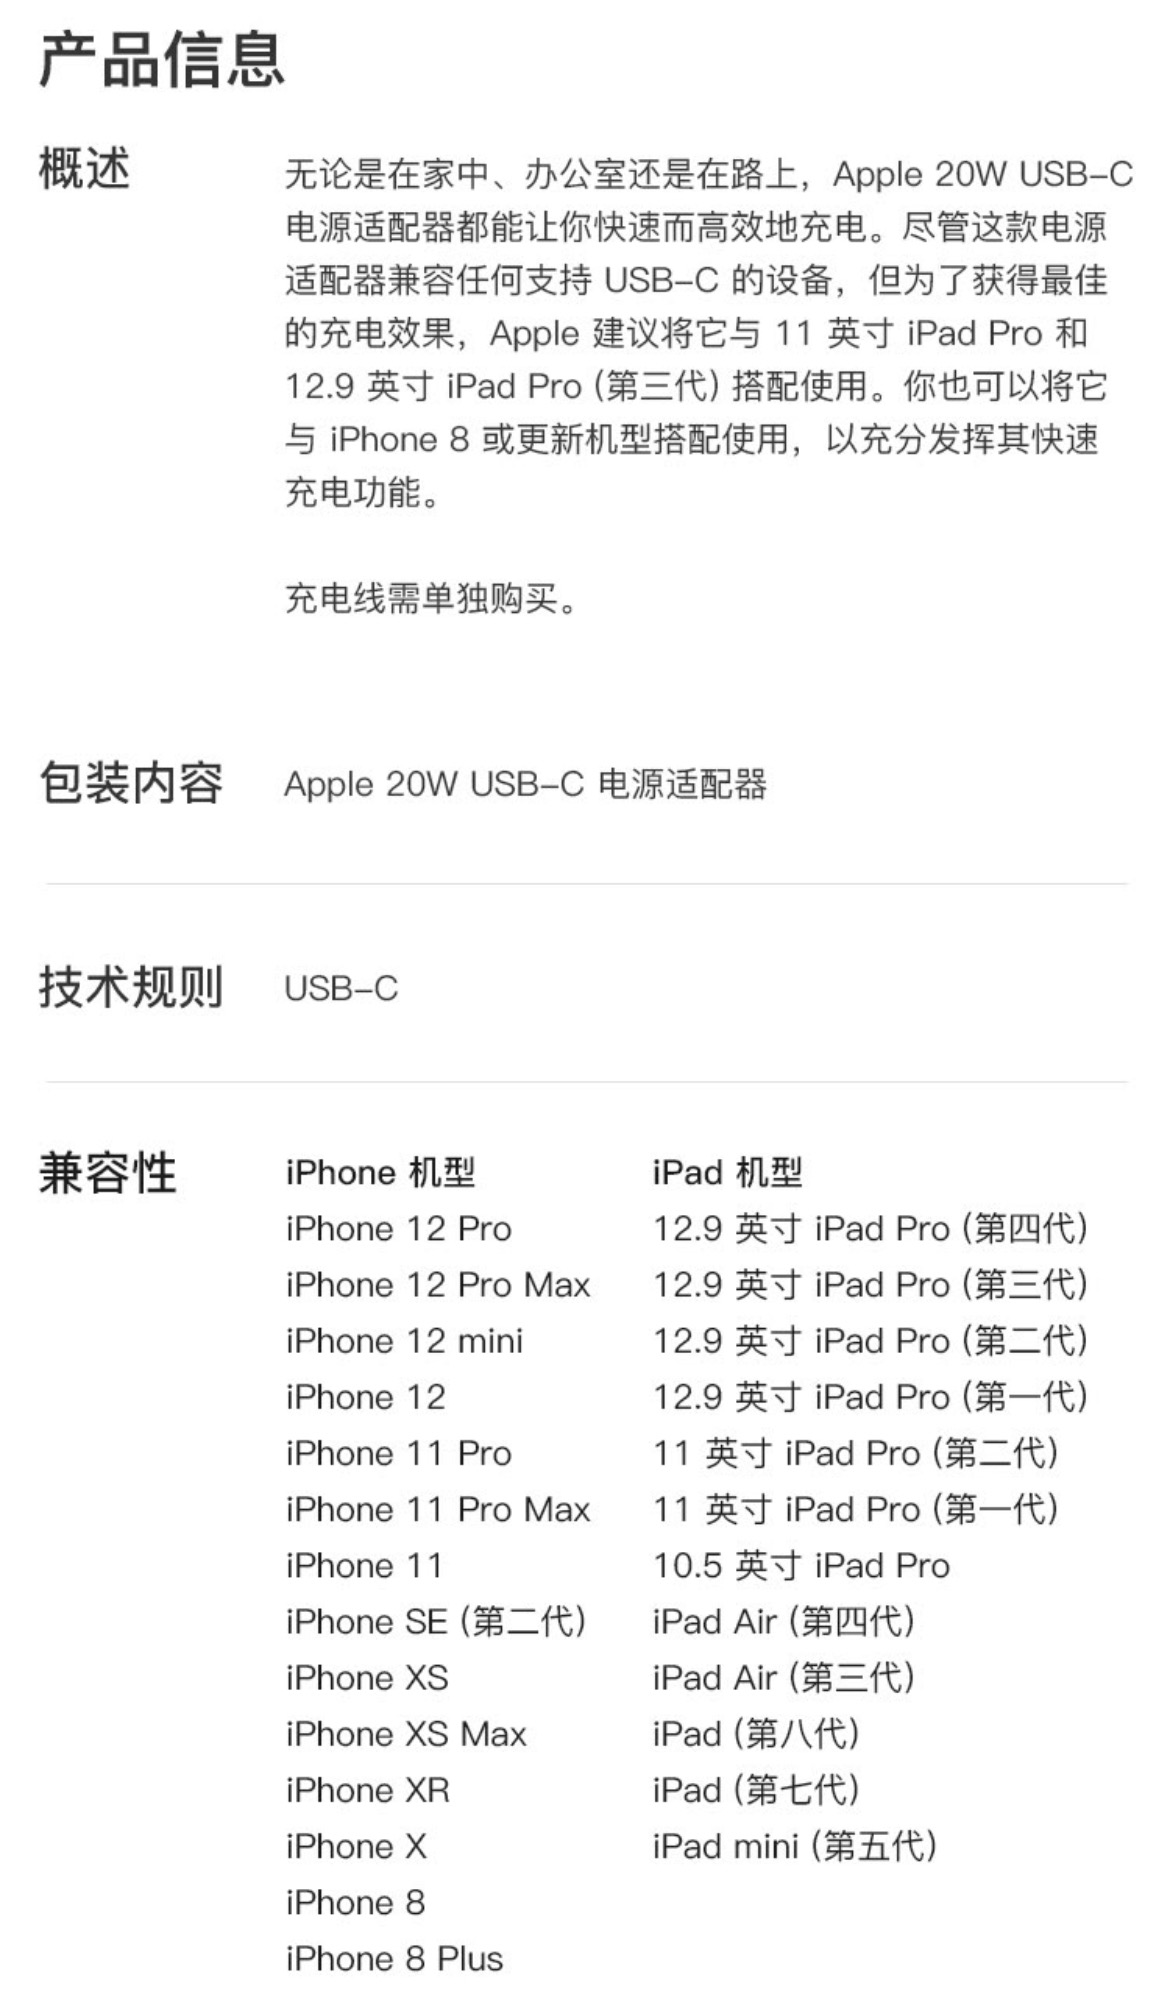 产品信息
概述
无论是在家中、办公室还是在路上，Apple 20W USB-C
电源适配器都能让你快速而高效地充电。尽管这款电源
适配器兼容任何支持 USB-C 的设备，但为了获得最佳
的充电效果，Apple 建议将它与 11 英寸 iPad Pro 和
12.9 英寸 iPad Pro (第三代) 搭配使用。你也可以将它
与 iPhone 8 或更新机型搭配使用，以充分发挥其快速
充电功能。
充电线需单独购买。
包装内容 Apple 20W USB-C 电源适配器
技术规则 USB-C
兼容性
iPhone 机型
iPhone 12 Pro
iPhone 12 Pro Max
iPhone 12 mini
iPhone 12
iPhone 11 Pro
iPhone 11 Pro Max
iPhone 11
iPhone SE (第二代)
iPhone XS
iPhone XS Max
iPhone XR
iPhone X
iPhone 8
iPhone 8 Plus
iPad 机型
12.9 英寸 iPad Pro (第四代)
12.9 英寸 iPad Pro (第三代)
12.9 英寸 iPad Pro (第二代)
12.9 英寸 iPad Pro (第一代)
11 英寸 iPad Pro (第二代)
11 英寸 iPad Pro (第一代)
10.5 英寸 iPad Pro
iPad Air (第四代)
iPad Air (第三代)
iPad (第八代)
iPad (第七代)
iPad mini (第五代)